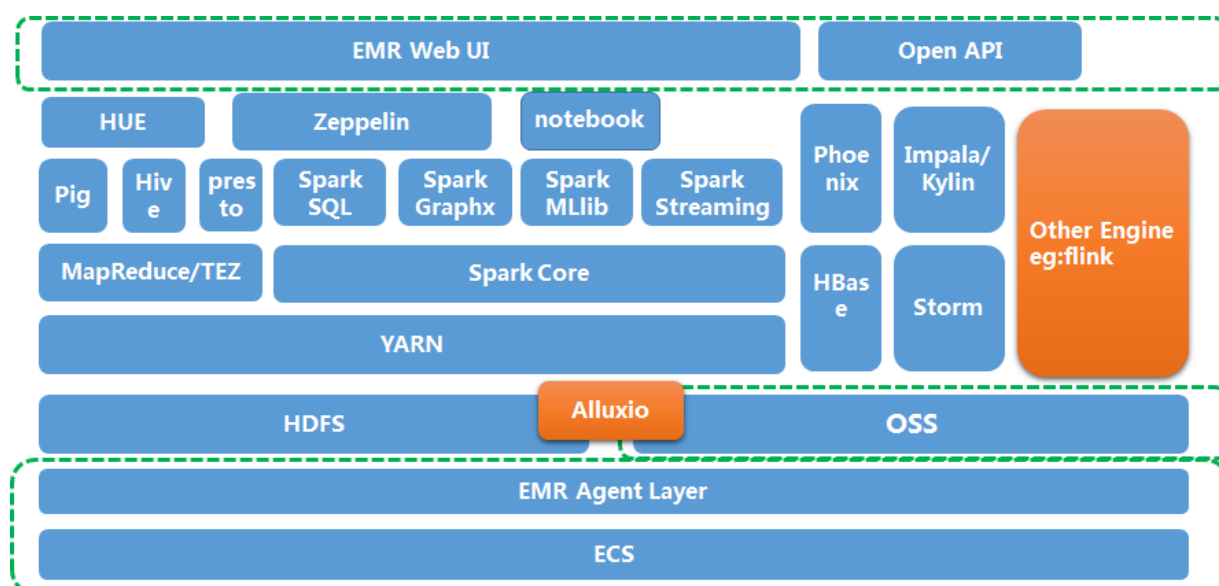 EMR Web UI
Open API
HUE
Zeppelin
notebook
Phoe
nix
Impala/
Kylin
Other Engine
eg:flink
Pig
Hiv
e
pres
to
Spark
SQL
Spark
Graphx
Spark
MLlib
Spark
Streaming
MapReduce/TEZ
Spark Core
HBas
e
Storm
YARN
HDFS
Alluxio
OSS
EMR Agent Layer
ECS